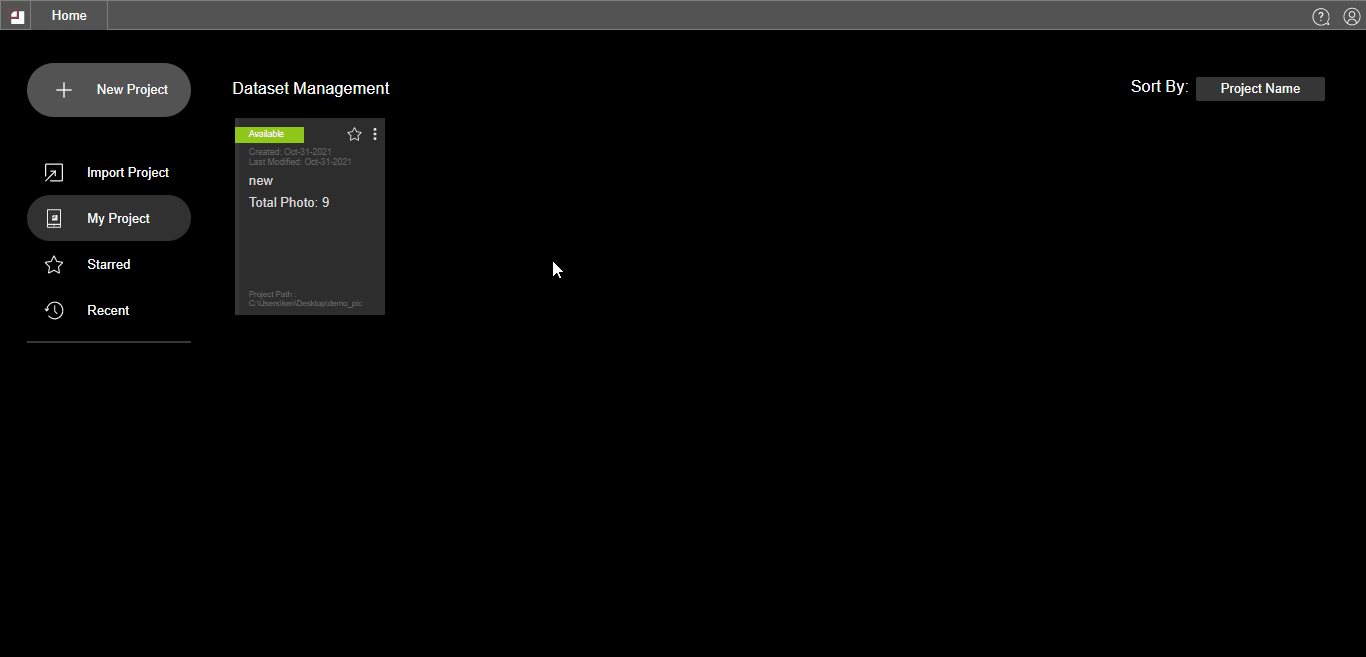 Home
New Project
Dataset Management
Sort By:
Project Name
Available
Created: Oct-31-2021
Last Modified: Oct-31-2021
new
Total Photo: 9
Project Path :
C:\Users\ken\Desktop\demo_pic
Import Project
My Project
Starred
Recent